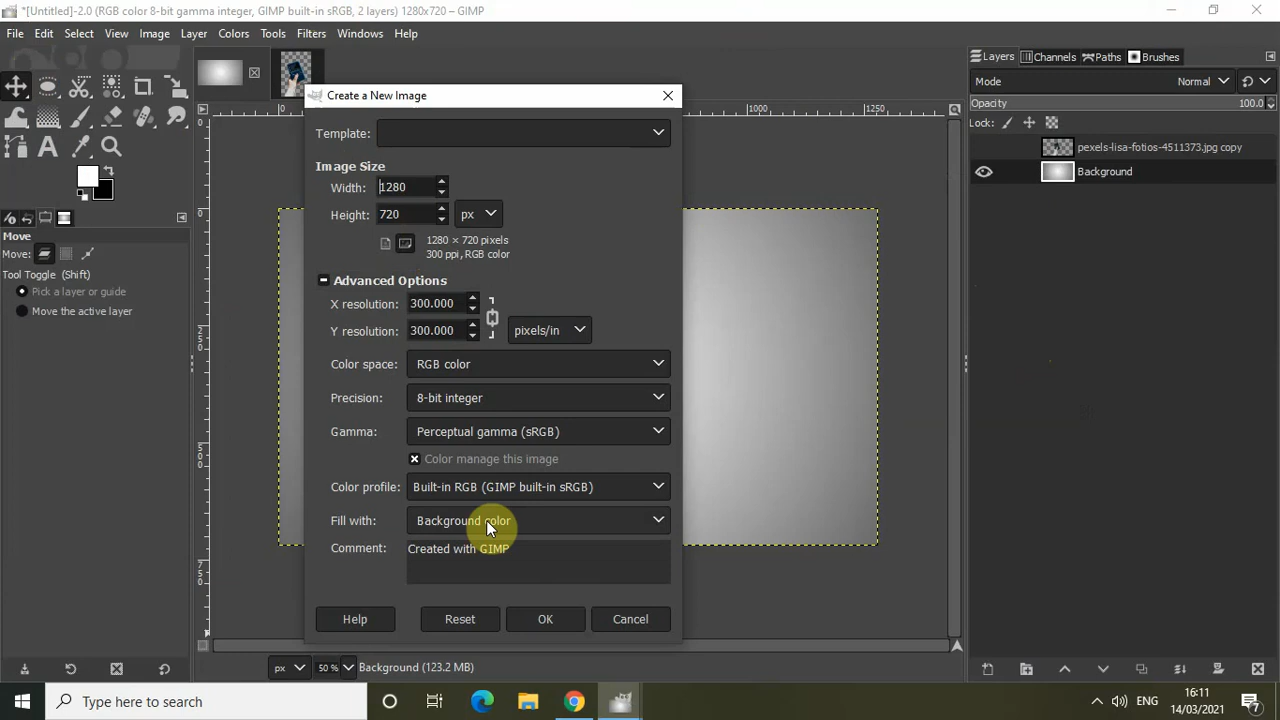 *[Untitled]-2.0 (RGB color 8-bit gamma integer, GIMP built-in sRGB, 2 layers) 1280x720 – GIMP
File Edit Select View Image Layer Colors Tools Filters Windows Help
Create a New Image
Template:
Image Size
Width: 1280
Height: 720 px
1280 × 720 pixels
300 ppi, RGB color
Advanced Options
X resolution: 300.000
Y resolution: 300.000 pixels/in
Color space: RGB color
Precision: 8-bit integer
Gamma: Perceptual gamma (sRGB)
Color manage this image
Color profile: Built-in RGB (GIMP built-in sRGB)
Fill with: Background color
Comment: Created with GIMP
Help Reset OK Cancel
Move
Move:
Tool Toggle (Shift)
Pick a layer or guide
Move the active layer
0 1000 1250
0
250
500
750
Layers Channels Paths Brushes
Mode Normal
Opacity 100.0
Lock:
pexels-lisa-fotios-4511373.jpg copy
Background
px 50 % Background (123.2 MB)
Type here to search
ENG
16:11
14/03/2021
7